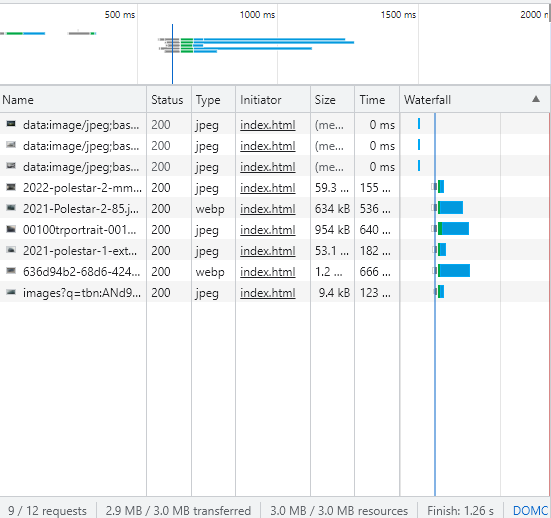 500 ms 1000 ms 1500 ms 2000 m
Name Status Type Initiator Size Time Waterfall
data:image/jpeg;bas... 200 jpeg index.html (me... 0 ms
data:image/jpeg;bas... 200 jpeg index.html (me... 0 ms
data:image/jpeg;bas... 200 jpeg index.html (me... 0 ms
2022-polestar-2-mm... 200 jpeg index.html 59.3 ... 155 ...
2021-Polestar-2-85.j... 200 webp index.html 634 kB 536 ...
00100trportrait-001... 200 jpeg index.html 954 kB 640 ...
2021-polestar-1-ext... 200 jpeg index.html 53.1 ... 182 ...
636d94b2-68d6-424... 200 webp index.html 1.2 ... 666 ...
images?q=tbn:ANd9... 200 jpeg index.html 9.4 kB 123 ...
9 / 12 requests 2.9 MB / 3.0 MB transferred 3.0 MB / 3.0 MB resources Finish: 1.26 s DOMC